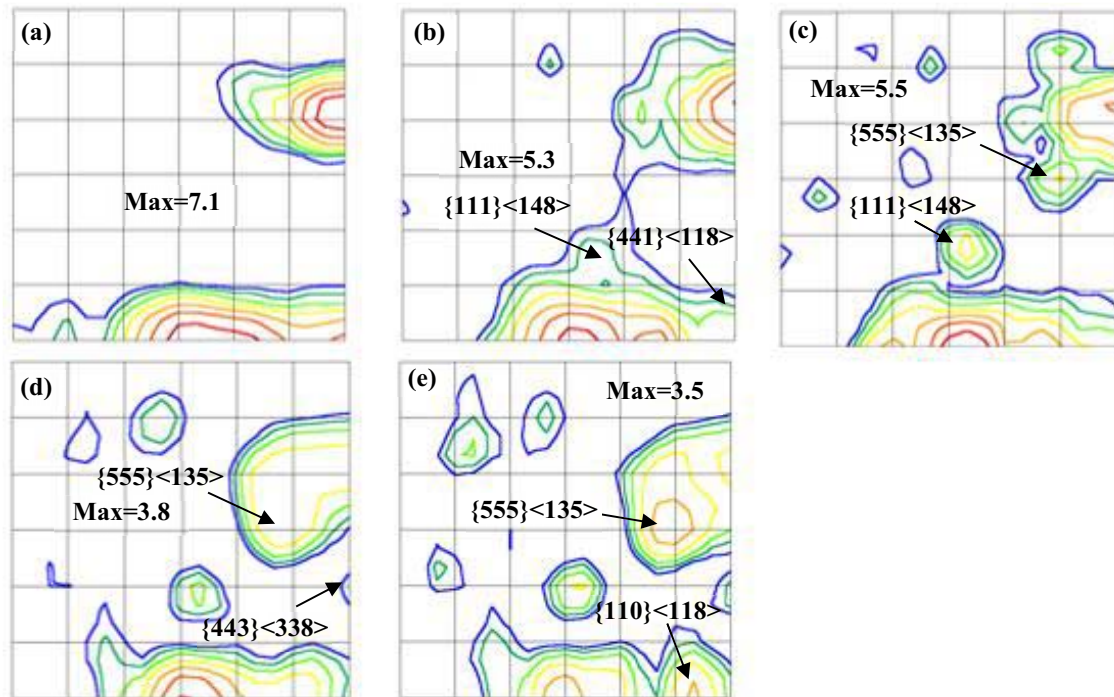 (a)
Max=7.1
(b)
Max=5.3
{111}<148>
{441}<118>
(c)
Max=5.5
{555}<135>
{111}<148>
(d)
{555}<135>
Max=3.8
{443}<338>
(e)
Max=3.5
{555}<135>
{110}<118>